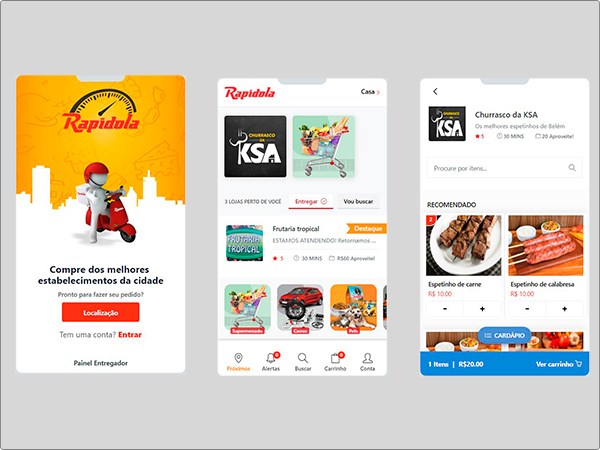 Rapidola
Compre dos melhores
estabelecimentos da cidade
Pronto para fazer seu pedido?
Localização
Tem uma conta? Entrar
Painel Entregador
Rapidola
Casa
CHURRASCO
DA
KSA
3 LOJAS PERTO DE VOCÊ
Entregar
Vou buscar
FRUTARIA
TROPICAL
Frutaria tropical
Destaque
ESTAMOS ATENDENDO! Retornamos ...
5
30 MINS
R$60 Aproveite!
Supermercado
Carros
Pets
Próximos
Alertas
0
Buscar
Carrinho
0
Conta
CHURRASCO
DA
KSA
Churrasco da KSA
Os melhores espetinhos de Belém
5
30 MINS
20 Aproveite!
Procure por itens...
RECOMENDADO
2
Espetinho de carne
R$ 10.00
- +
Espetinho de calabresa
R$ 10.00
- +
CARDÁPIO
1 Itens | R$20.00
Ver carrinho